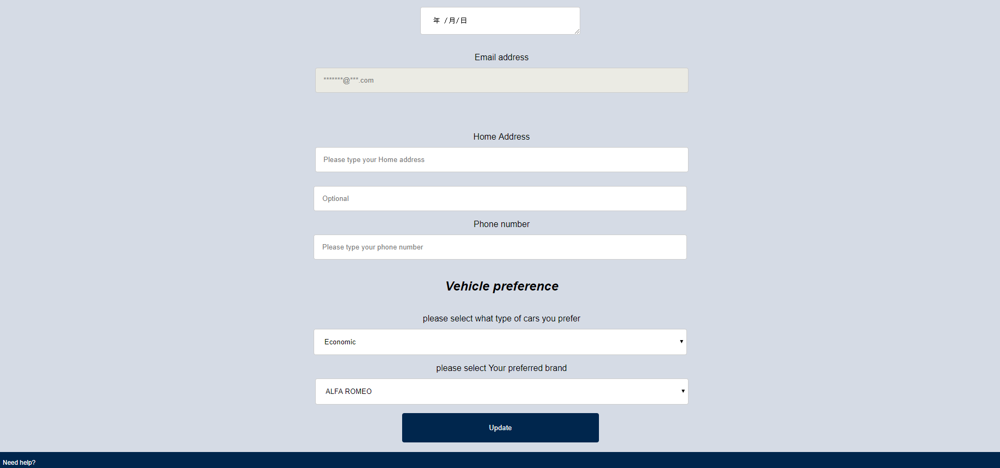 年 /月/日
Email address
*******@***.com
Home Address
Please type your Home address
Optional
Phone number
Please type your phone number
Vehicle preference
please select what type of cars you prefer
Economic
please select Your preferred brand
ALFA ROMEO
Update
Need help?